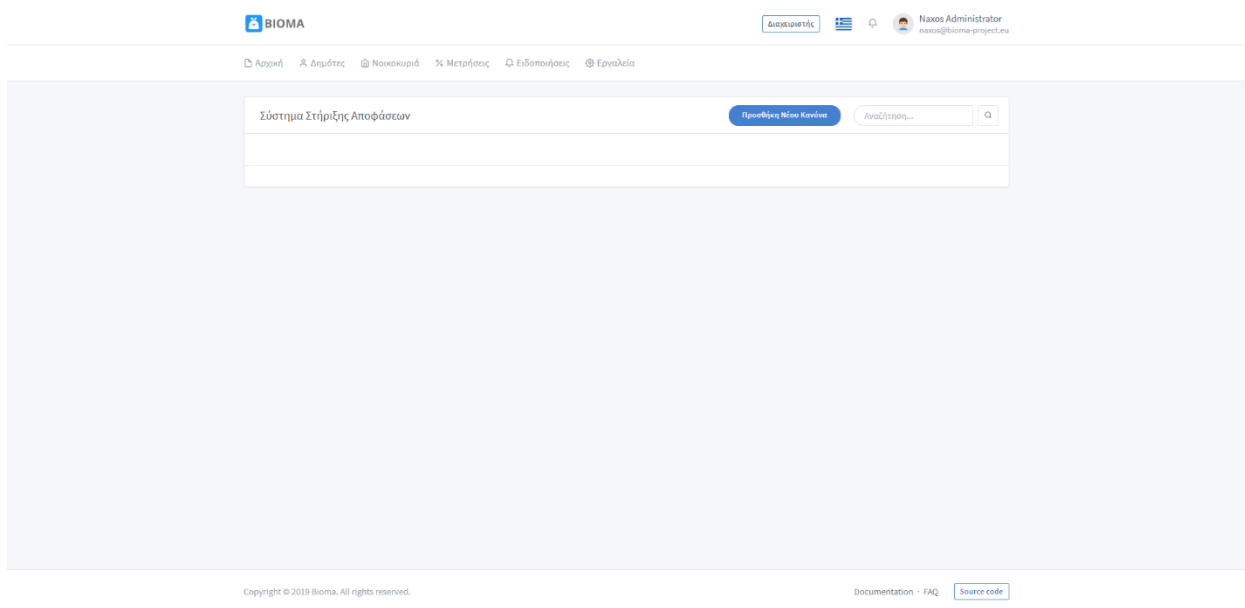 BIOMA
Διαχειριστής
Naxos Administrator
naxos@bioma-project.eu
Αρχική Δημότες Νοικοκυριά Μετρήσεις Ειδοποιήσεις Εργαλεία
Σύστημα Στήριξης Αποφάσεων Προσθήκη Νέου Κανόνα Αναζήτηση...
Copyright © 2019 Bioma. All rights reserved. Documentation · FAQ Source code